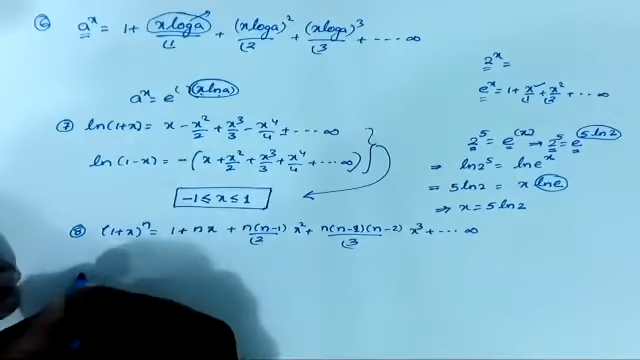 ⑥ a^x = 1 + (x log a)/⌊1 + (x log a)^2/⌊2 + (x log a)^3/⌊3 + ---- ∞
a^x = e^( ) (x ln a)
⑦ ln(1+x) = x - x^2/2 + x^3/3 - x^4/4 + ---- ∞
ln(1-x) = -(x + x^2/2 + x^3/3 + x^4/4 + ---- ∞)
-1 ≤ x ≤ 1
⑧ (1+x)^n = 1 + nx + n(n-1)/⌊2 x^2 + n(n-1)(n-2)/⌊3 x^3 + ---- ∞
2^x =
e^x = 1 + x/⌊1 + x^2/⌊2 + --- ∞
2^5 = e^(x) ⇒ 2^5 = e^(5 ln 2)
⇒ ln 2^5 = ln e^x
= 5 ln 2 = x ln e
⇒ x = 5 ln 2